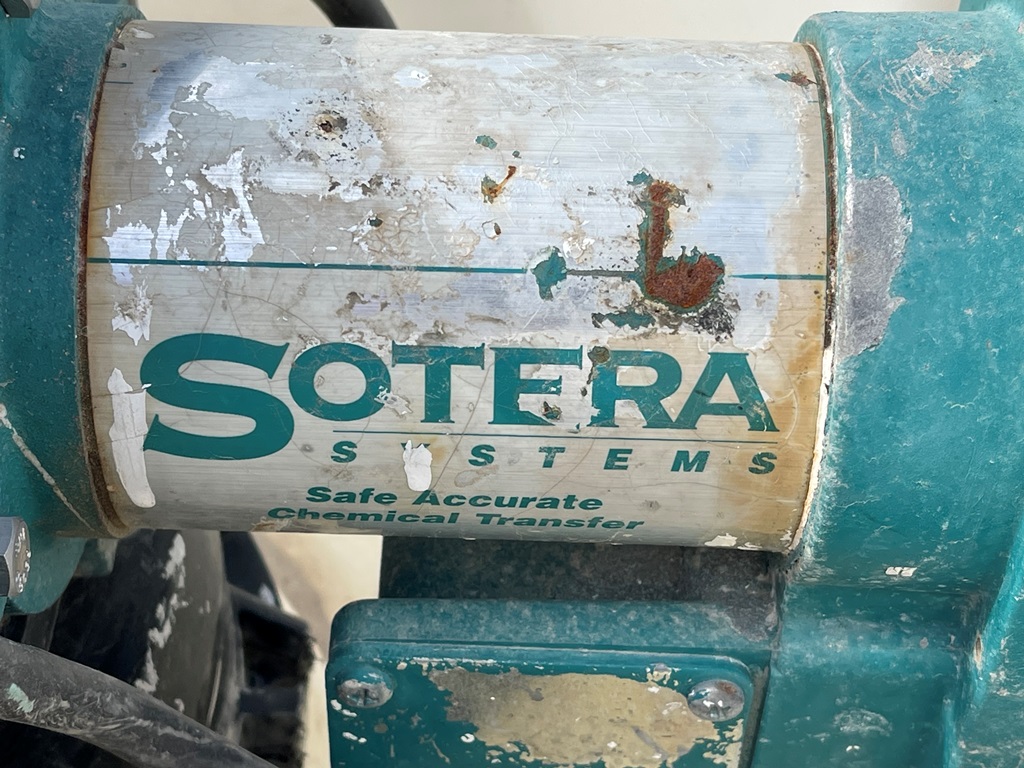 SOTERA
SYSTEMS
Safe Accurate
Chemical Transfer